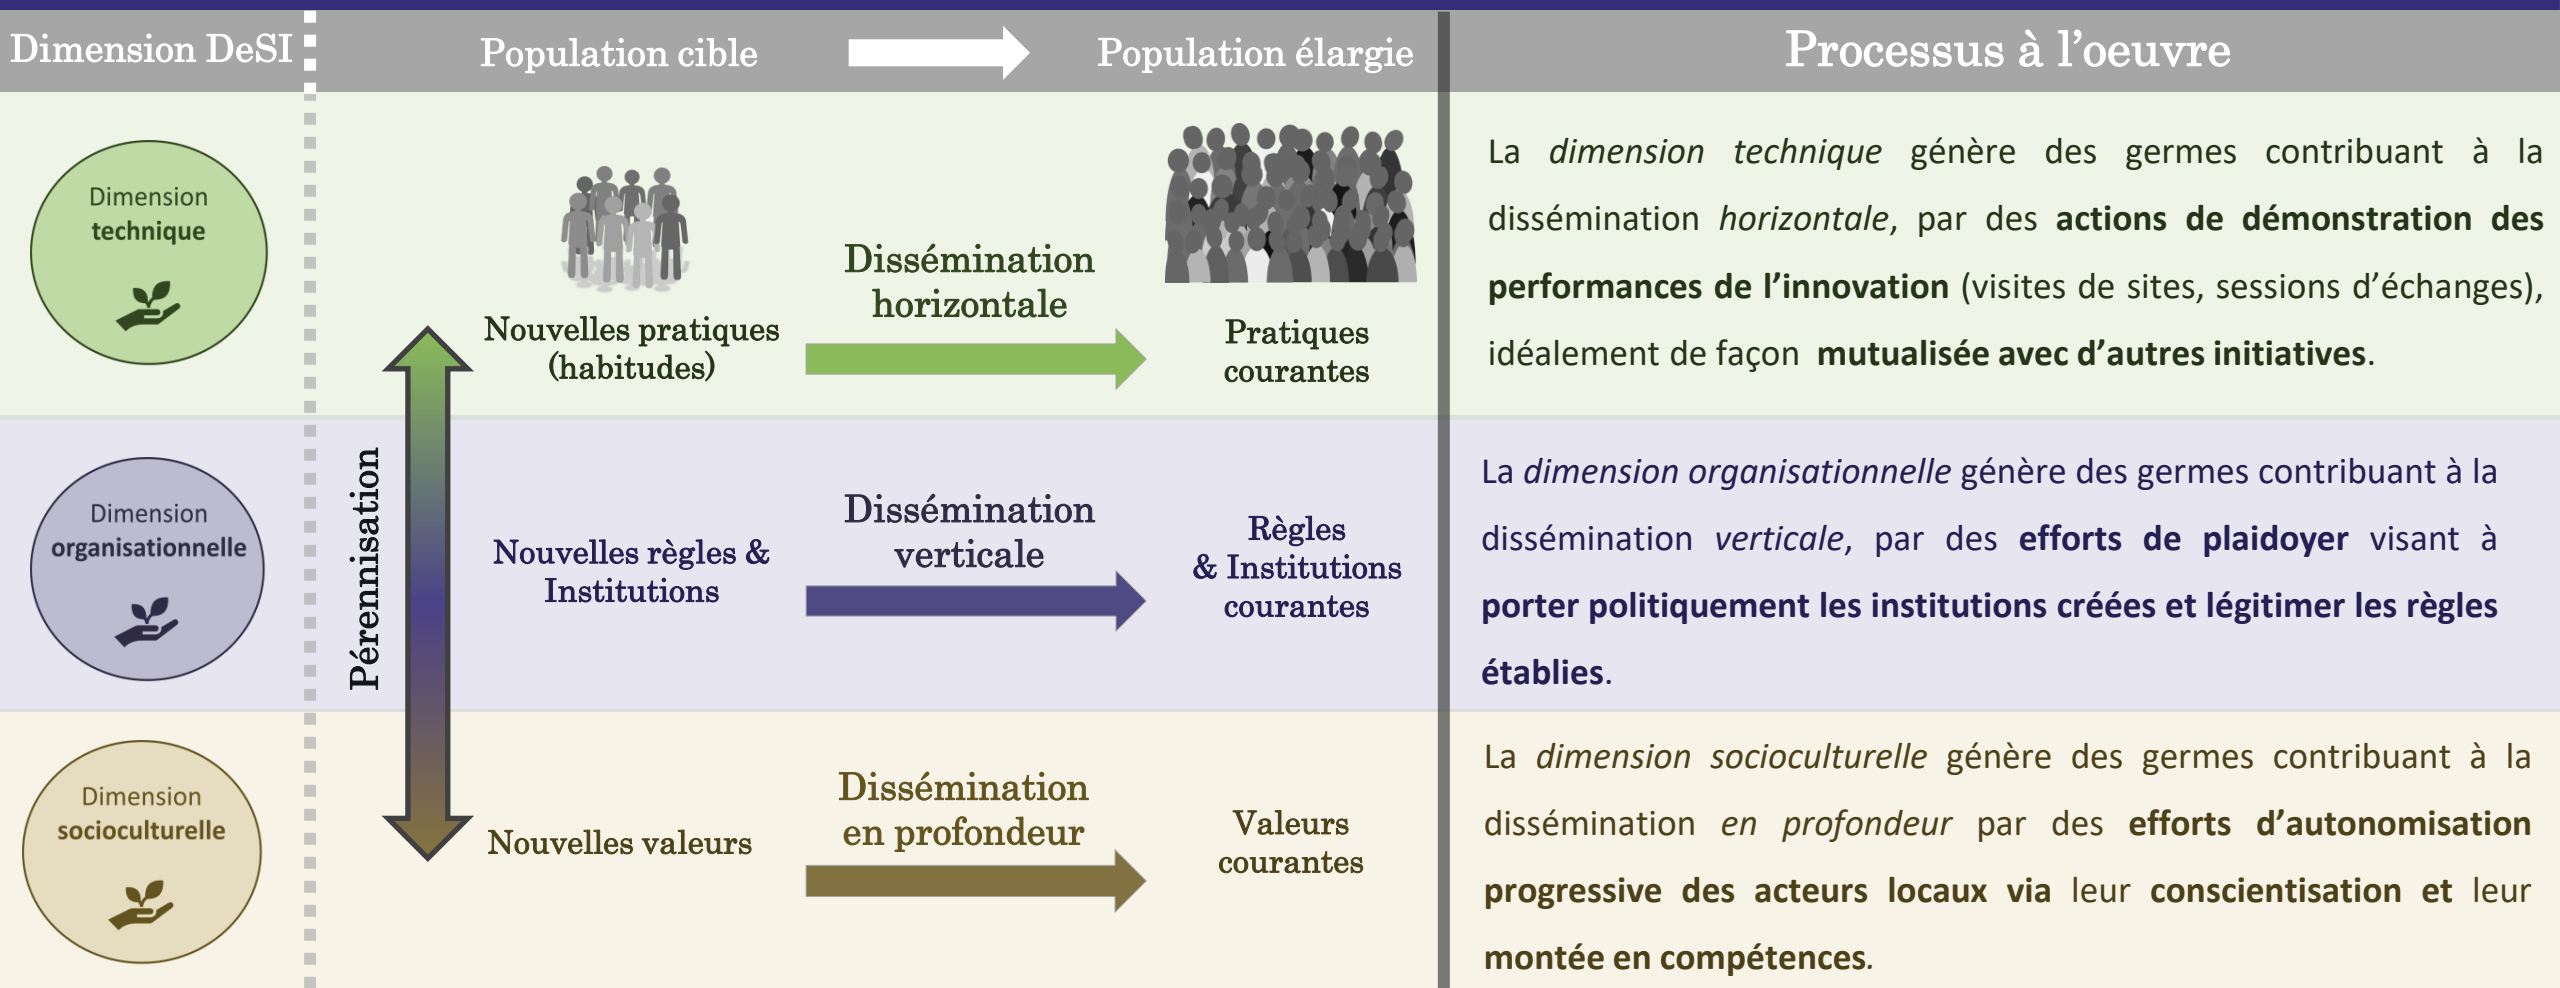 Dimension DeSI
Population cible
Population élargie
Processus à l’oeuvre
Dimension
technique
Nouvelles pratiques
(habitudes)
Dissémination
horizontale
Pratiques
courantes
La dimension technique génère des germes contribuant à la
dissémination horizontale, par des actions de démonstration des
performances de l’innovation (visites de sites, sessions d’échanges),
idéalement de façon mutualisée avec d’autres initiatives.
Pérennisation
Dimension
organisationnelle
Nouvelles règles &
Institutions
Dissémination
verticale
Règles
& Institutions
courantes
La dimension organisationnelle génère des germes contribuant à la
dissémination verticale, par des efforts de plaidoyer visant à
porter politiquement les institutions créées et légitimer les règles
établies.
Dimension
socioculturelle
Nouvelles valeurs
Dissémination
en profondeur
Valeurs
courantes
La dimension socioculturelle génère des germes contribuant à la
dissémination en profondeur par des efforts d’autonomisation
progressive des acteurs locaux via leur conscientisation et leur
montée en compétences.